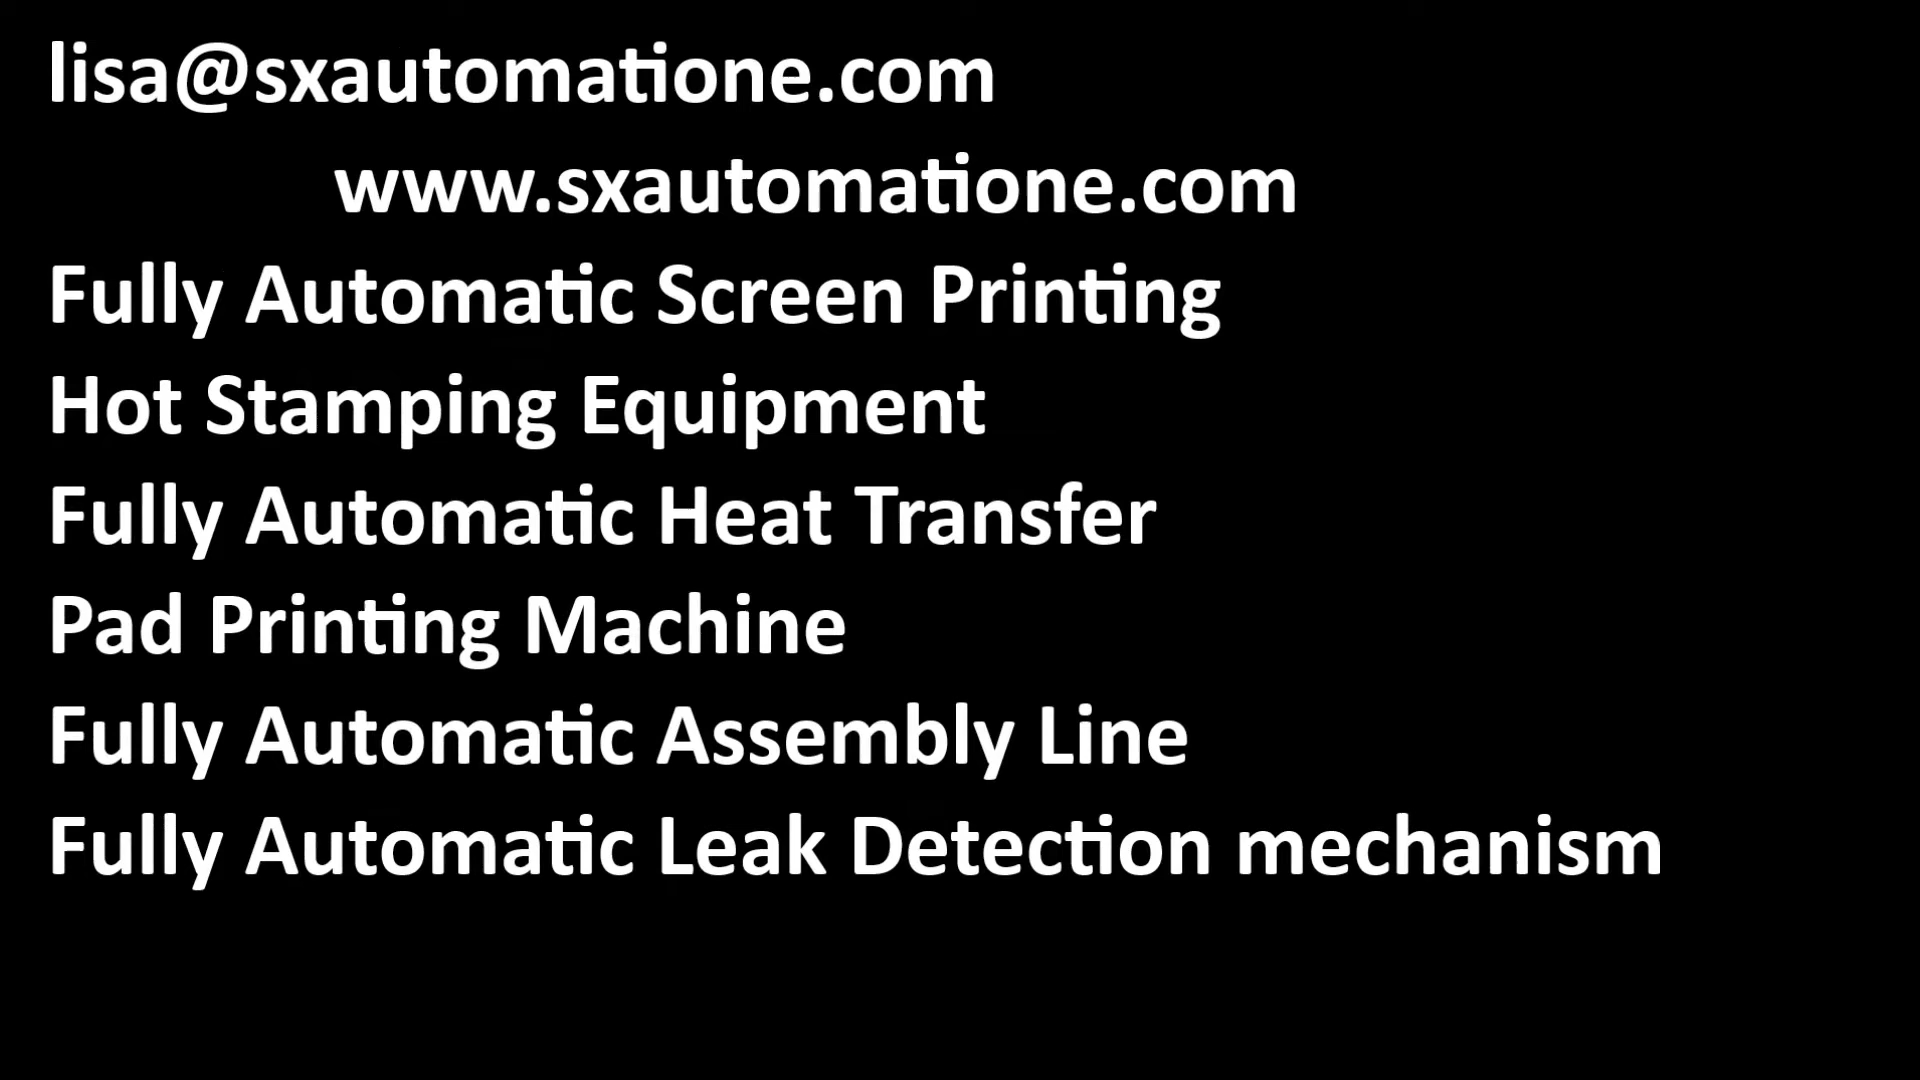 lisa@sxautomatione.com
www.sxautomatione.com
Fully Automatic Screen Printing
Hot Stamping Equipment
Fully Automatic Heat Transfer
Pad Printing Machine
Fully Automatic Assembly Line
Fully Automatic Leak Detection mechanism